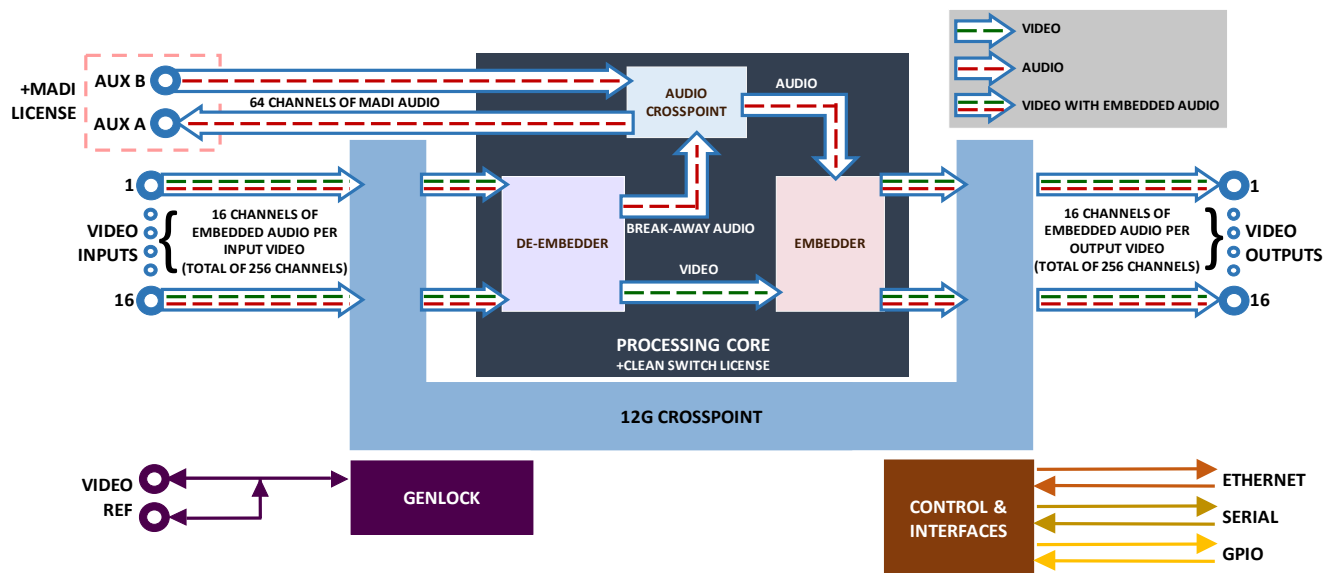 +MADI
LICENSE
AUX B
AUX A
64 CHANNELS OF MADI AUDIO
AUDIO
CROSSPOINT
AUDIO
VIDEO
AUDIO
VIDEO WITH EMBEDDED AUDIO
1
VIDEO
INPUTS
16
16 CHANNELS OF
EMBEDDED AUDIO PER
INPUT VIDEO
(TOTAL OF 256 CHANNELS)
DE-EMBEDDER
BREAK-AWAY AUDIO
VIDEO
EMBEDDER
PROCESSING CORE
+CLEAN SWITCH LICENSE
16 CHANNELS OF
EMBEDDED AUDIO PER
OUTPUT VIDEO
(TOTAL OF 256 CHANNELS)
1
VIDEO
OUTPUTS
16
12G CROSSPOINT
VIDEO
REF
GENLOCK
CONTROL &
INTERFACES
ETHERNET
SERIAL
GPIO